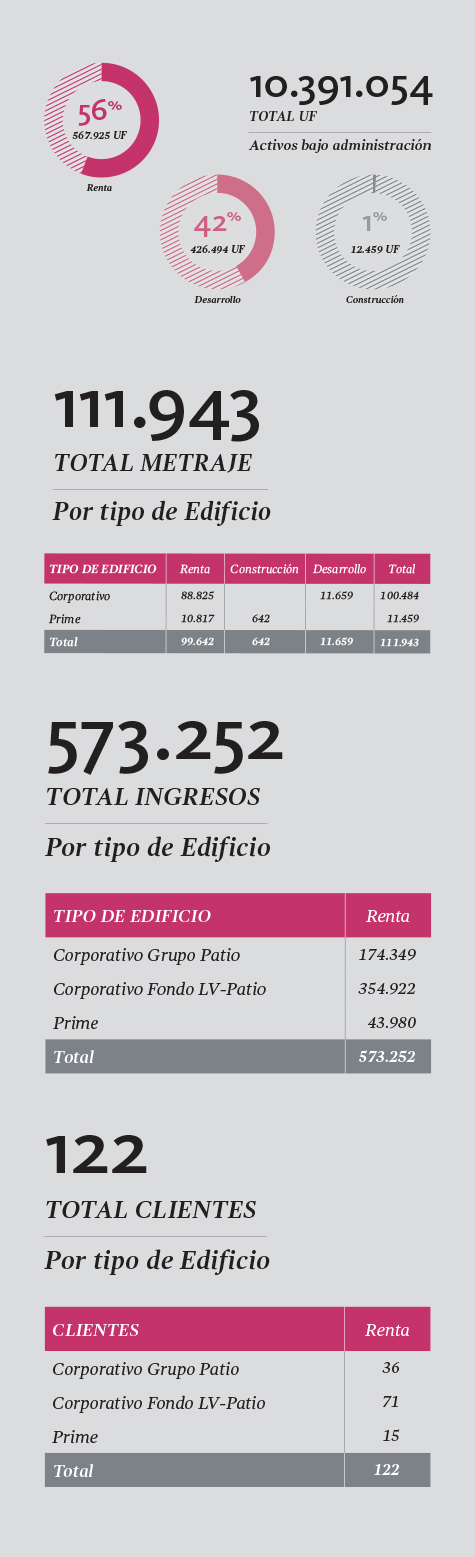 56%
567.925 UF
Renta
10.391.054
TOTAL UF
Activos bajo administración
42%
426.494 UF
Desarrollo
1%
12.459 UF
Construcción
111.943
TOTAL METRAJE
Por tipo de Edificio
TIPO DE EDIFICIO Renta Construcción Desarrollo Total
Corporativo 88.825 11.659 100.484
Prime 10.817 642 11.459
Total 99.642 642 11.659 111.943
573.252
TOTAL INGRESOS
Por tipo de Edificio
TIPO DE EDIFICIO Renta
Corporativo Grupo Patio 174.349
Corporativo Fondo LV-Patio 354.922
Prime 43.980
Total 573.252
122
TOTAL CLIENTES
Por tipo de Edificio
CLIENTES Renta
Corporativo Grupo Patio 36
Corporativo Fondo LV-Patio 71
Prime 15
Total 122